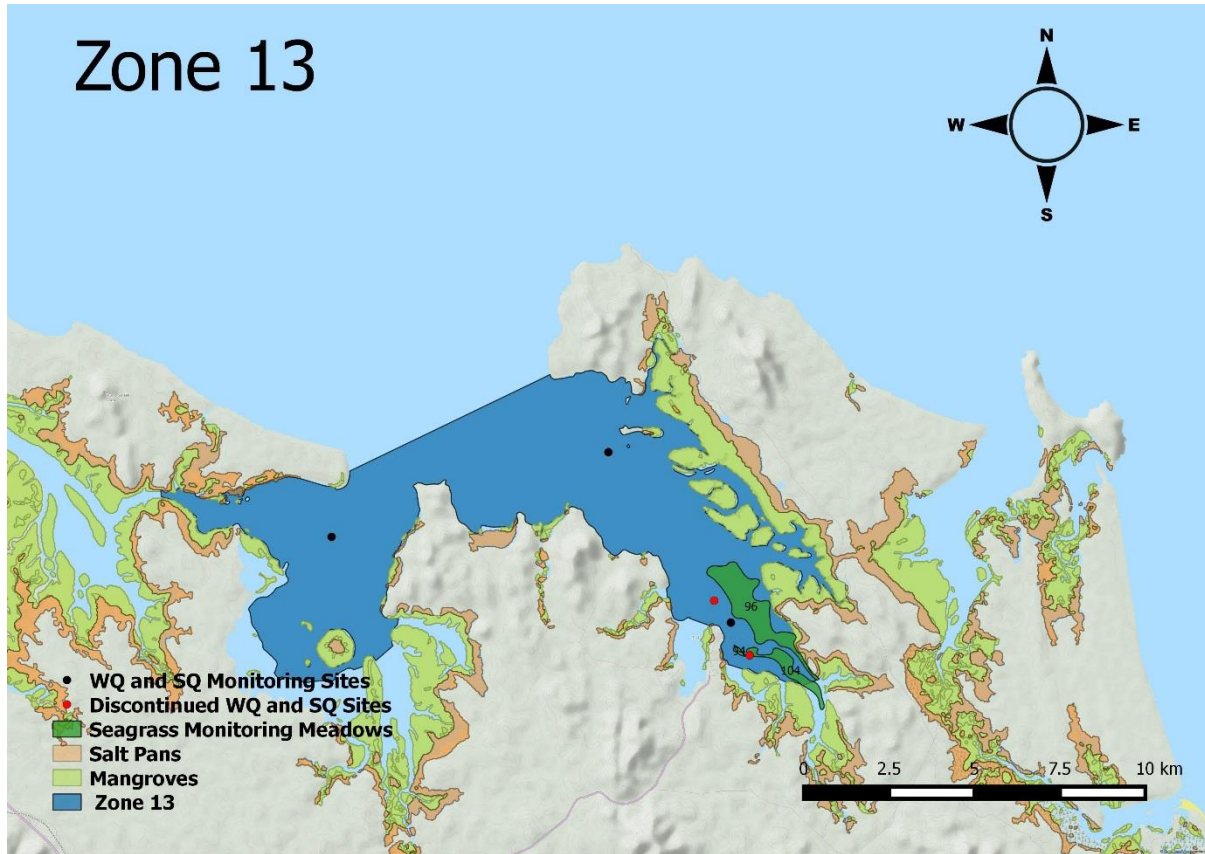 Zone 13
N
W
E
S
96
94
104
WQ and SQ Monitoring Sites
Discontinued WQ and SQ Sites
Seagrass Monitoring Meadows
Salt Pans
Mangroves
Zone 13
0 2.5 5 7.5 10 km